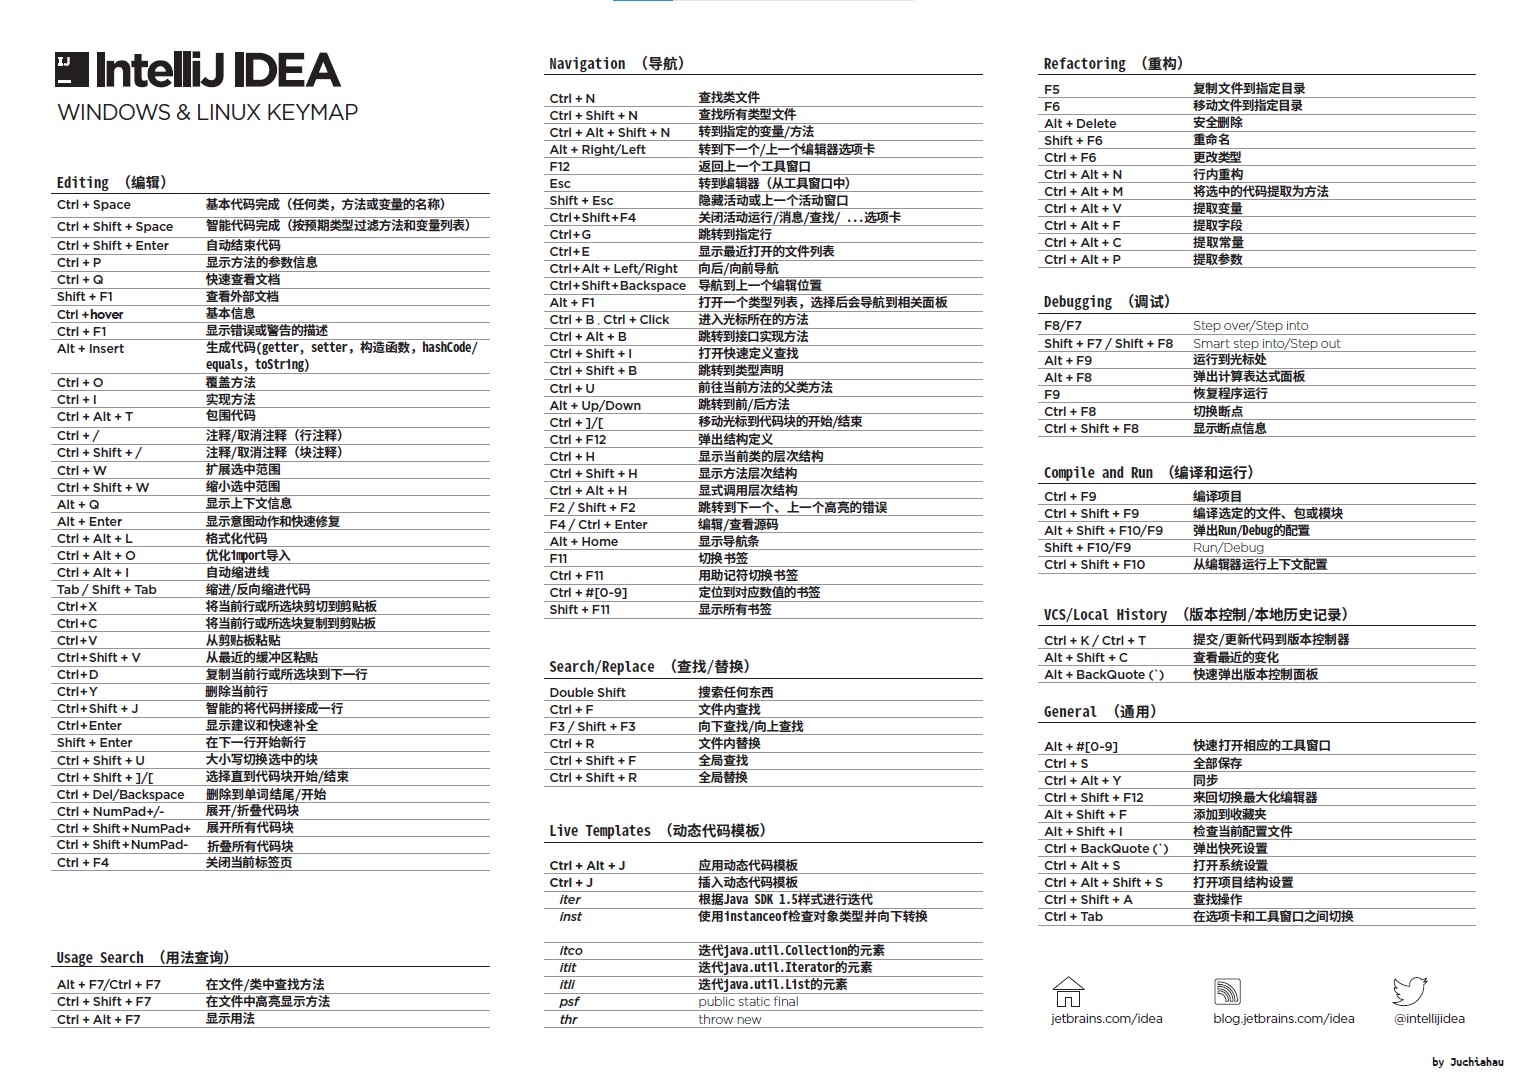 IJ IntelliJ IDEA
WINDOWS & LINUX KEYMAP
Editing （编辑）
Ctrl + Space 基本代码完成（任何类，方法或变量的名称）
Ctrl + Shift + Space 智能代码完成（按预期类型过滤方法和变量列表）
Ctrl + Shift + Enter 自动结束代码
Ctrl + P 显示方法的参数信息
Ctrl + Q 快速查看文档
Shift + F1 查看外部文档
Ctrl +hover 基本信息
Ctrl + F1 显示错误或警告的描述
Alt + Insert 生成代码(getter, setter, 构造函数, hashCode/
equals, toString)
Ctrl + O 覆盖方法
Ctrl + I 实现方法
Ctrl + Alt + T 包围代码
Ctrl + / 注释/取消注释（行注释）
Ctrl + Shift + / 注释/取消注释（块注释）
Ctrl + W 扩展选中范围
Ctrl + Shift + W 缩小选中范围
Alt + Q 显示上下文信息
Alt + Enter 显示意图动作和快速修复
Ctrl + Alt + L 格式化代码
Ctrl + Alt + O 优化import导入
Ctrl + Alt + I 自动缩进线
Tab / Shift + Tab 缩进/反向缩进代码
Ctrl+X 将当前行或所选块剪切到剪贴板
Ctrl+C 将当前行或所选块复制到剪贴板
Ctrl+V 从剪贴板粘贴
Ctrl+Shift + V 从最近的缓冲区粘贴
Ctrl+D 复制当前行或所选块到下一行
Ctrl+Y 删除当前行
Ctrl+Shift + J 智能的将代码拼接成一行
Ctrl+Enter 显示建议和快速补全
Shift + Enter 在下一行开始新行
Ctrl + Shift + U 大小写切换选中的块
Ctrl + Shift + ]/[ 选择直到代码块开始/结束
Ctrl + Del/Backspace 删除到单词结尾/开始
Ctrl + NumPad+/- 展开/折叠代码块
Ctrl + Shift+NumPad+ 展开所有代码块
Ctrl + Shift+NumPad- 折叠所有代码块
Ctrl + F4 关闭当前标签页
Usage Search （用法查询）
Alt + F7/Ctrl + F7 在文件/类中查找方法
Ctrl + Shift + F7 在文件中高亮显示方法
Ctrl + Alt + F7 显示用法
Navigation （导航）
Ctrl + N 查找类文件
Ctrl + Shift + N 查找所有类型文件
Ctrl + Alt + Shift + N 转到指定的变量/方法
Alt + Right/Left 转到下一个/上一个编辑器选项卡
F12 返回上一个工具窗口
Esc 转到编辑器（从工具窗口中）
Shift + Esc 隐藏活动或上一个活动窗口
Ctrl+Shift+F4 关闭活动运行/消息/查找/ ...选项卡
Ctrl+G 跳转到指定行
Ctrl+E 显示最近打开的文件列表
Ctrl+Alt + Left/Right 向后/向前导航
Ctrl+Shift+Backspace 导航到上一个编辑位置
Alt + F1 打开一个类型列表，选择后会导航到相关面板
Ctrl + B , Ctrl + Click 进入光标所在的方法
Ctrl + Alt + B 跳转到接口实现方法
Ctrl + Shift + I 打开快速定义查找
Ctrl + Shift + B 跳转到类型声明
Ctrl + U 前往当前方法的父类方法
Alt + Up/Down 跳转到前/后方法
Ctrl + ]/[ 移动光标到代码块的开始/结束
Ctrl + F12 弹出结构定义
Ctrl + H 显示当前类的层次结构
Ctrl + Shift + H 显示方法层次结构
Ctrl + Alt + H 显式调用层次结构
F2 / Shift + F2 跳转到下一个、上一个高亮的错误
F4 / Ctrl + Enter 编辑/查看源码
Alt + Home 显示导航条
F11 切换书签
Ctrl + F11 用助记符切换书签
Ctrl + #[0-9] 定位到对应数值的书签
Shift + F11 显示所有书签
Search/Replace （查找/替换）
Double Shift 搜索任何东西
Ctrl + F 文件内查找
F3 / Shift + F3 向下查找/向上查找
Ctrl + R 文件内替换
Ctrl + Shift + F 全局查找
Ctrl + Shift + R 全局替换
Live Templates （动态代码模板）
Ctrl + Alt + J 应用动态代码模板
Ctrl + J 插入动态代码模板
iter 根据Java SDK 1.5样式进行迭代
inst 使用instanceof检查对象类型并向下转换
itco 迭代java.util.Collection的元素
itit 迭代java.util.Iterator的元素
itli 迭代java.util.List的元素
psf public static final
thr throw new
Refactoring （重构）
F5 复制文件到指定目录
F6 移动文件到指定目录
Alt + Delete 安全删除
Shift + F6 重命名
Ctrl + F6 更改类型
Ctrl + Alt + N 行内重构
Ctrl + Alt + M 将选中的代码提取为方法
Ctrl + Alt + V 提取变量
Ctrl + Alt + F 提取字段
Ctrl + Alt + C 提取常量
Ctrl + Alt + P 提取参数
Debugging （调试）
F8/F7 Step over/Step into
Shift + F7 / Shift + F8 Smart step into/Step out
Alt + F9 运行到光标处
Alt + F8 弹出计算表达式面板
F9 恢复程序运行
Ctrl + F8 切换断点
Ctrl + Shift + F8 显示断点信息
Compile and Run （编译和运行）
Ctrl + F9 编译项目
Ctrl + Shift + F9 编译选定的文件、包或模块
Alt + Shift + F10/F9 弹出Run/Debug的配置
Shift + F10/F9 Run/Debug
Ctrl + Shift + F10 从编辑器运行上下文配置
VCS/Local History （版本控制/本地历史记录）
Ctrl + K / Ctrl + T 提交/更新代码到版本控制器
Alt + Shift + C 查看最近的变化
Alt + BackQuote (`) 快速弹出版本控制面板
General （通用）
Alt + #[0-9] 快速打开相应的工具窗口
Ctrl + S 全部保存
Ctrl + Alt + Y 同步
Ctrl + Shift + F12 来回切换最大化编辑器
Alt + Shift + F 添加到收藏夹
Alt + Shift + I 检查当前配置文件
Ctrl + BackQuote (`) 弹出快死设置
Ctrl + Alt + S 打开系统设置
Ctrl + Alt + Shift + S 打开项目结构设置
Ctrl + Shift + A 查找操作
Ctrl + Tab 在选项卡和工具窗口之间切换
jetbrains.com/idea blog.jetbrains.com/idea @intellijidea
by Juchiahau